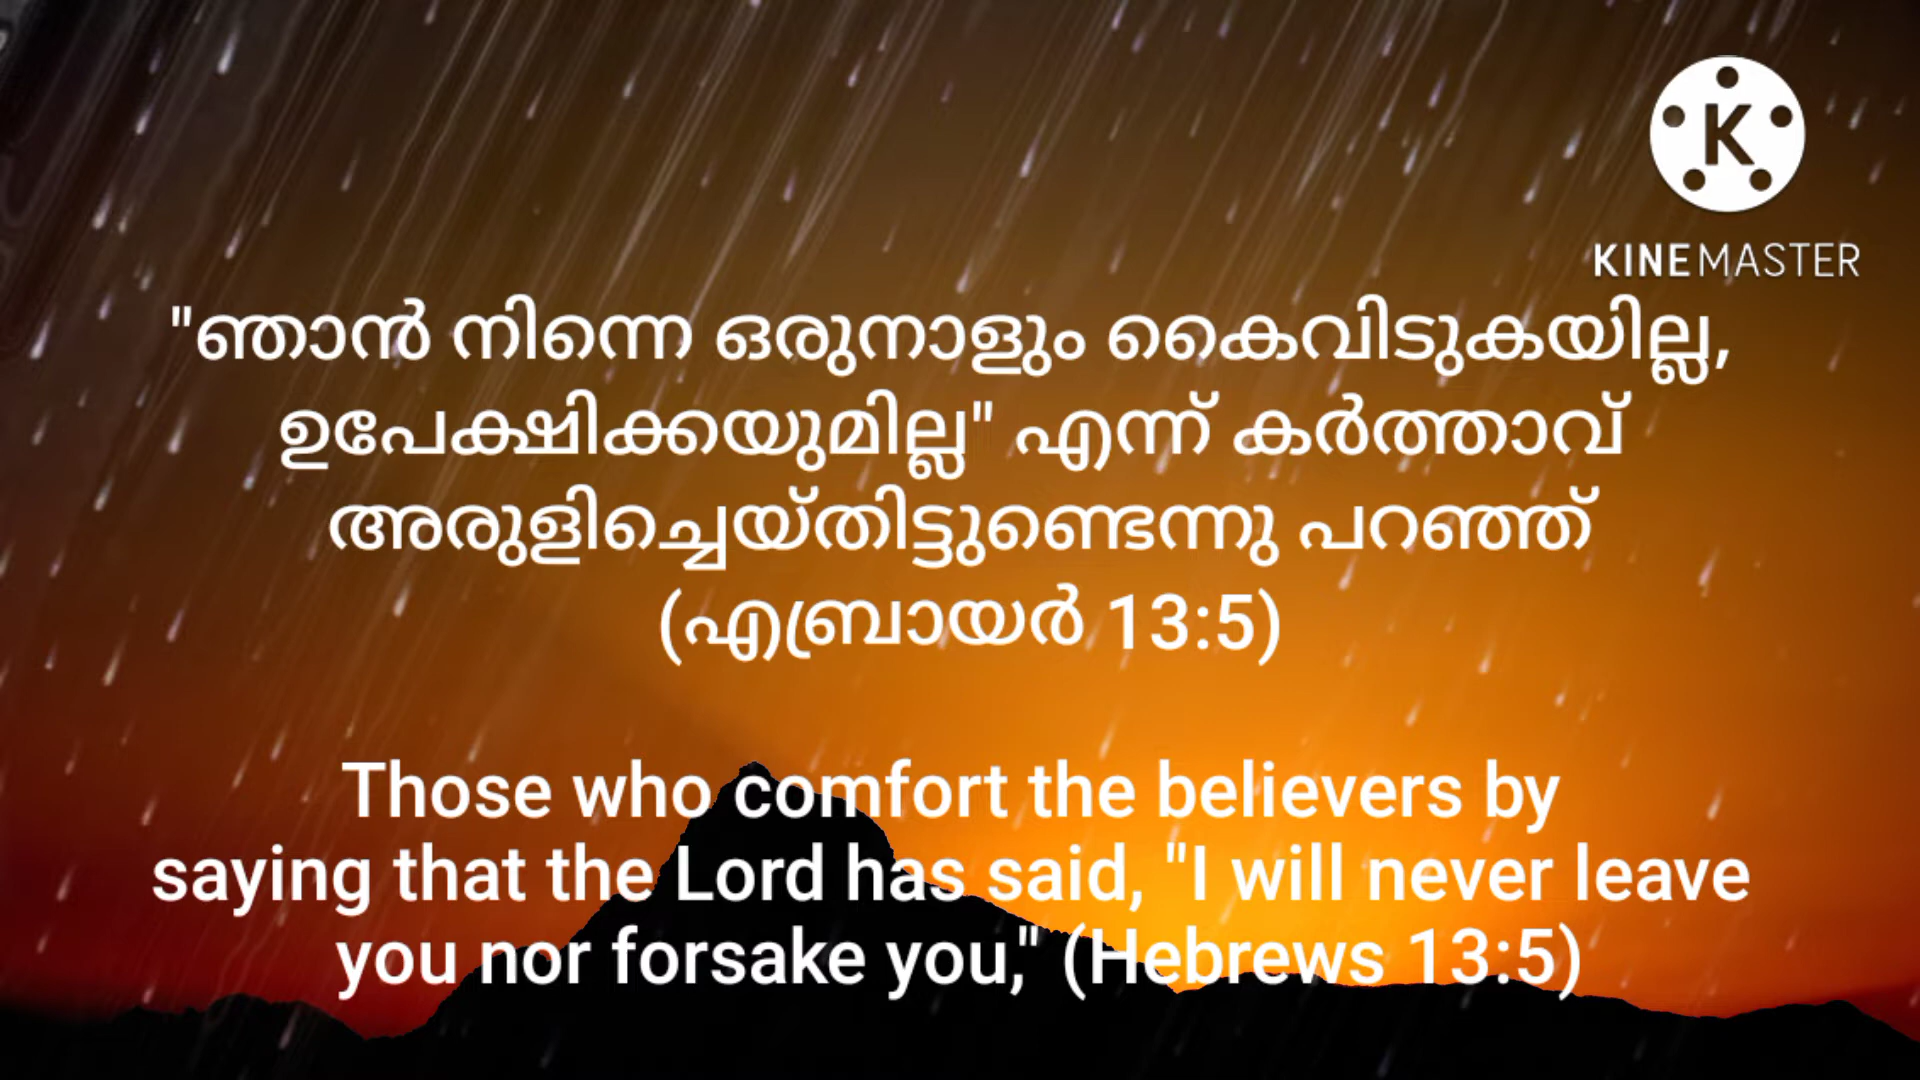 K
KINEMASTER
"ഞാൻ നിന്നെ ഒരുനാളും കൈവിടുകയില്ല,
ഉപേക്ഷിക്കയുമില്ല" എന്ന് കർത്താവ്
അരുളിച്ചെയ്തിട്ടുണ്ടെന്നു പറഞ്ഞ്
(എബ്രായർ 13:5)
Those who comfort the believers by
saying that the Lord has said, "I will never leave
you nor forsake you," (Hebrews 13:5)